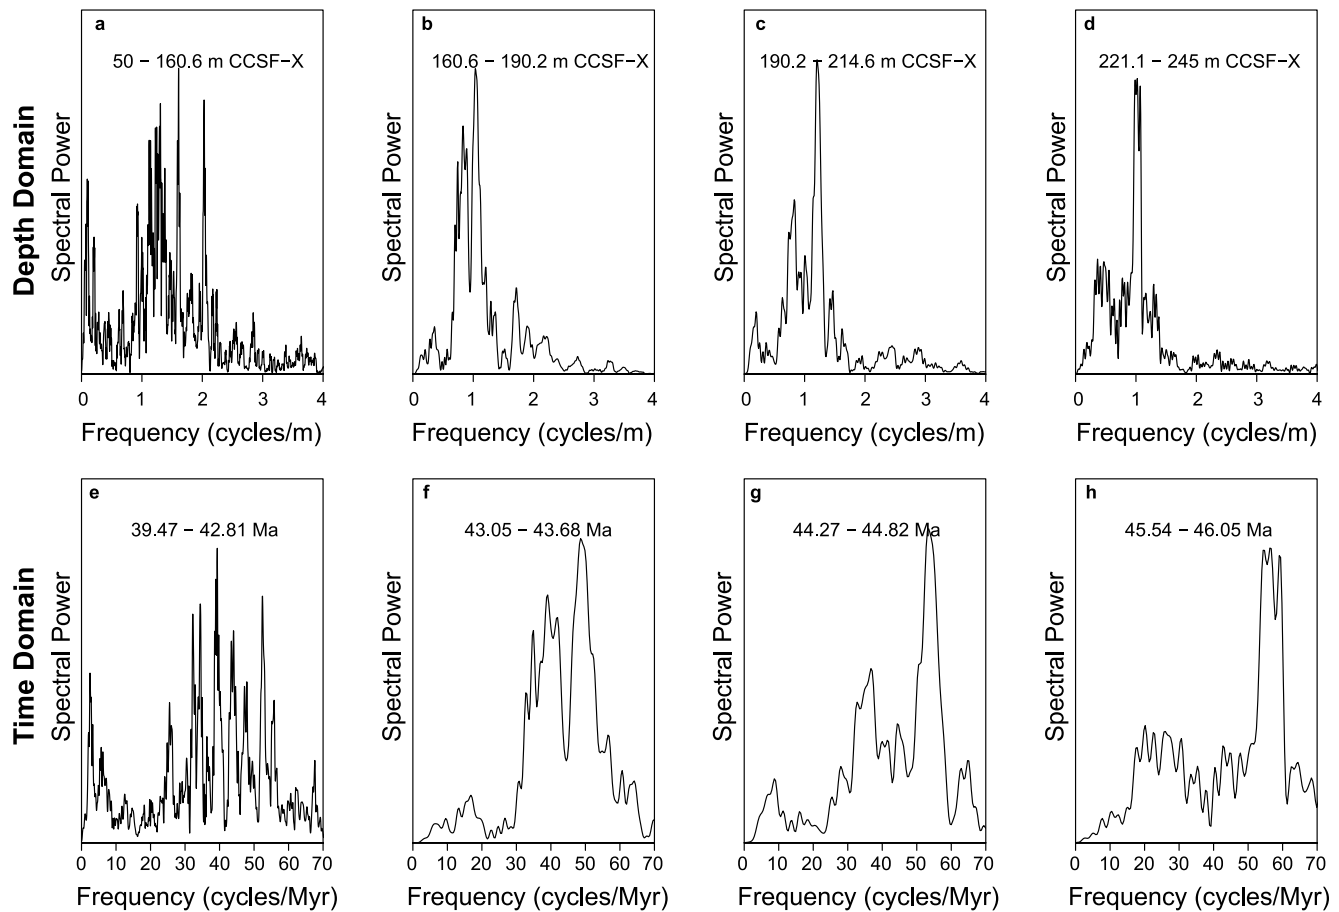 Depth Domain
a
50 − 160.6 m CCSF−X
Spectral Power
0 1 2 3 4
Frequency (cycles/m)
b
160.6 − 190.2 m CCSF−X
Spectral Power
0 1 2 3 4
Frequency (cycles/m)
c
190.2 − 214.6 m CCSF−X
Spectral Power
0 1 2 3 4
Frequency (cycles/m)
d
221.1 − 245 m CCSF−X
Spectral Power
0 1 2 3 4
Frequency (cycles/m)
Time Domain
e
39.47 − 42.81 Ma
Spectral Power
0 10 20 30 40 50 60 70
Frequency (cycles/Myr)
f
43.05 − 43.68 Ma
Spectral Power
0 10 20 30 40 50 60 70
Frequency (cycles/Myr)
g
44.27 − 44.82 Ma
Spectral Power
0 10 20 30 40 50 60 70
Frequency (cycles/Myr)
h
45.54 − 46.05 Ma
Spectral Power
0 10 20 30 40 50 60 70
Frequency (cycles/Myr)